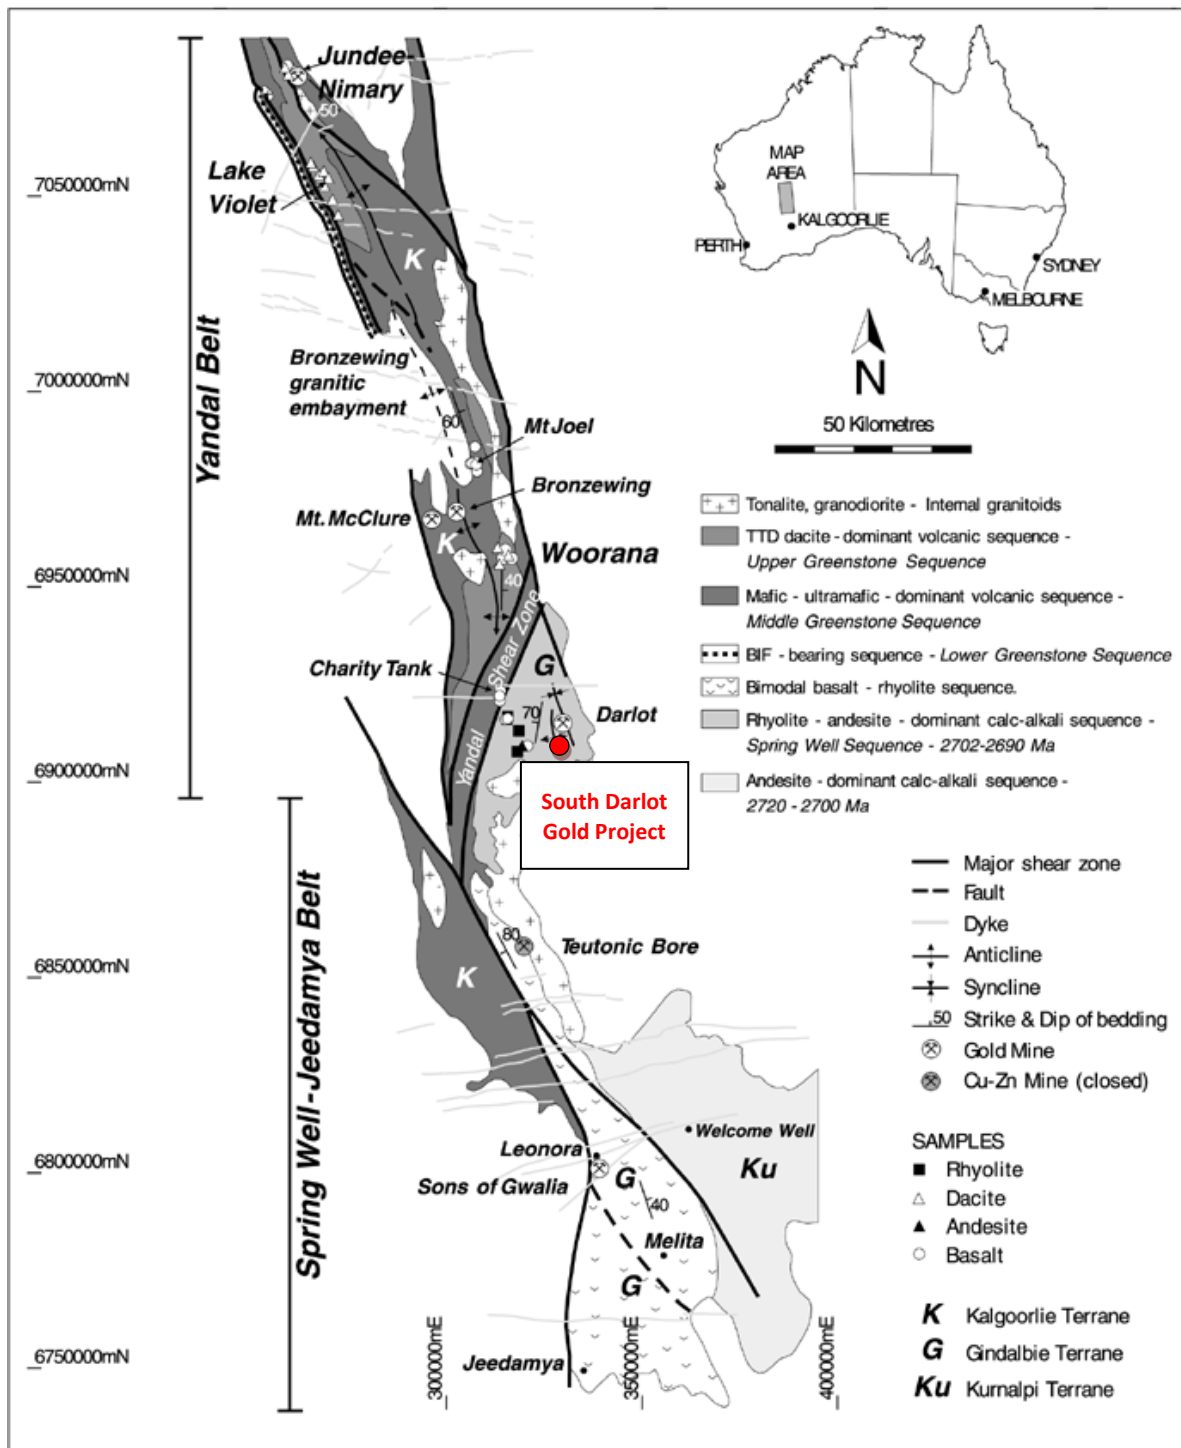 Jundee-
Nimary
50
Lake
Violet
7050000mN
K
Yandal Belt
Bronzewing
granitic
embayment
7000000mN
60
Mt Joel
Bronzewing
Mt. McClure
K
Woorana
6950000mN
40
Yandal Shear Zone
G
Charity Tank
70
Darlot
6900000mN
South Darlot
Gold Project
Spring Well-Jeedamya Belt
80
Teutonic Bore
6850000mN
K
Welcome Well
Leonora
6800000mN
Ku
Sons of Gwalia
G
40
Melita
G
6750000mN
Jeedamya
300000mE
350000mE
400000mE
MAP
AREA
KALGOORLIE
PERTH
SYDNEY
MELBOURNE
N
50 Kilometres
Tonalite, granodiorite - Internal granitoids
TTD dacite - dominant volcanic sequence -
Upper Greenstone Sequence
Mafic - ultramafic - dominant volcanic sequence -
Middle Greenstone Sequence
BIF - bearing sequence - Lower Greenstone Sequence
Bimodal basalt - rhyolite sequence.
Rhyolite - andesite - dominant calc-alkali sequence -
Spring Well Sequence - 2702-2690 Ma
Andesite - dominant calc-alkali sequence -
2720 - 2700 Ma
Major shear zone
Fault
Dyke
Anticline
Syncline
50 Strike & Dip of bedding
Gold Mine
Cu-Zn Mine (closed)
SAMPLES
Rhyolite
Dacite
Andesite
Basalt
K Kalgoorlie Terrane
G Gindalbie Terrane
Ku Kurnalpi Terrane